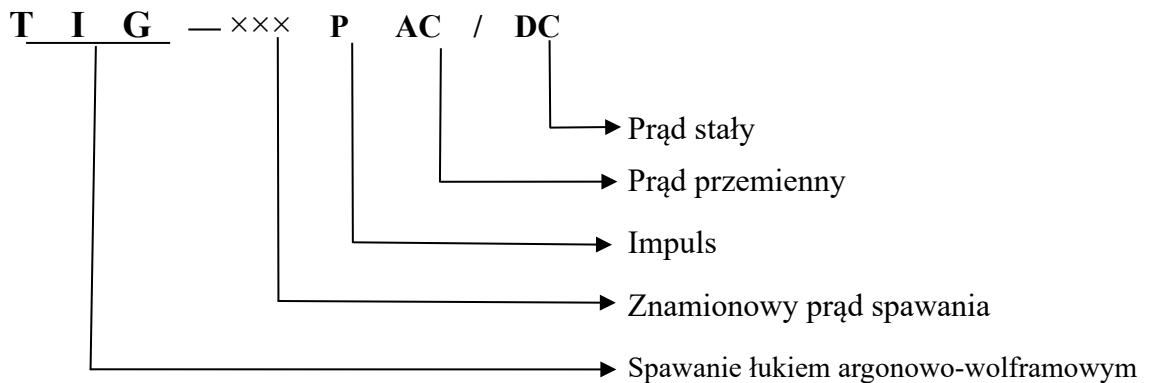 T I G — ××× P AC / DC
Prąd stały
Prąd przemienny
Impuls
Znamionowy prąd spawania
Spawanie łukiem argonowo-wolframowym